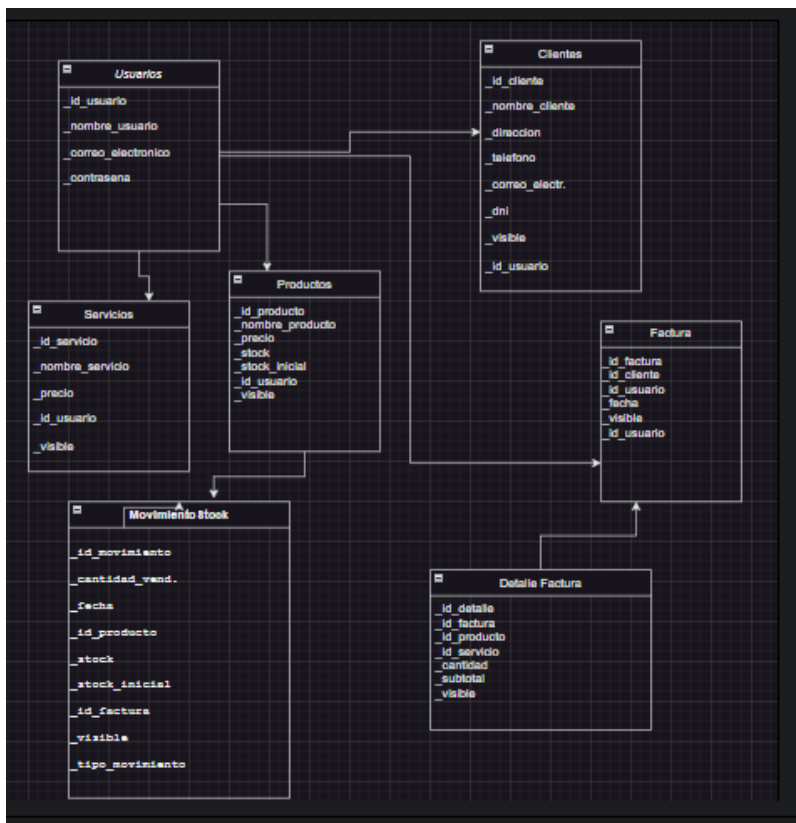 Usuarios
_id_usuario
_nombre_usuario
_correo_electronico
_contrasena
Clientes
_id_cliente
_nombre_cliente
_direccion
_telefono
_correo_electr.
_dni
_visible
_id_usuario
Servicios
_id_servicio
_nombre_servicio
_precio
_id_usuario
_visible
Productos
_id_producto
_nombre_producto
_precio
_stock
_stock_inicial
_id_usuario
_visible
Factura
_id_factura
_id_cliente
_id_usuario
_fecha
_visible
_id_usuario
Movimiento Stock
_id_movimiento
_cantidad_vend.
_fecha
_id_producto
_stock
_stock_inicial
_id_factura
_visible
_tipo_movimiento
Detalle Factura
_id_detalle
_id_factura
_id_producto
_id_servicio
_cantidad
_subtotal
_visible